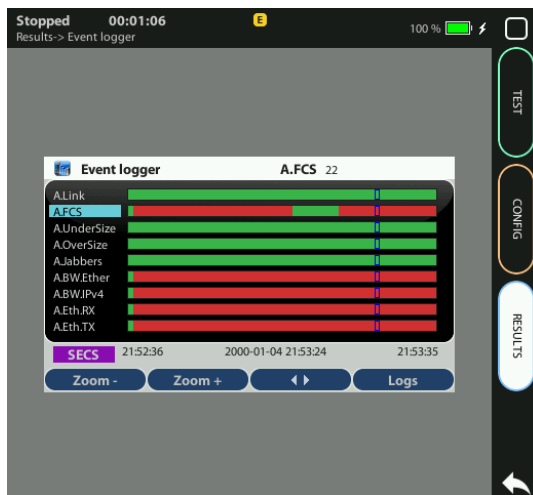 Stopped 00:01:06 E 100 %
Results-> Event logger
TEST
CONFIG
RESULTS
Event logger A.FCS 22
A.Link
A.FCS
A.UnderSize
A.OverSize
A.Jabbers
A.BW.Ether
A.BW.IPv4
A.Eth.RX
A.Eth.TX
SECS 21:52:36 2000-01-04 21:53:24 21:53:35
Zoom - Zoom + Logs